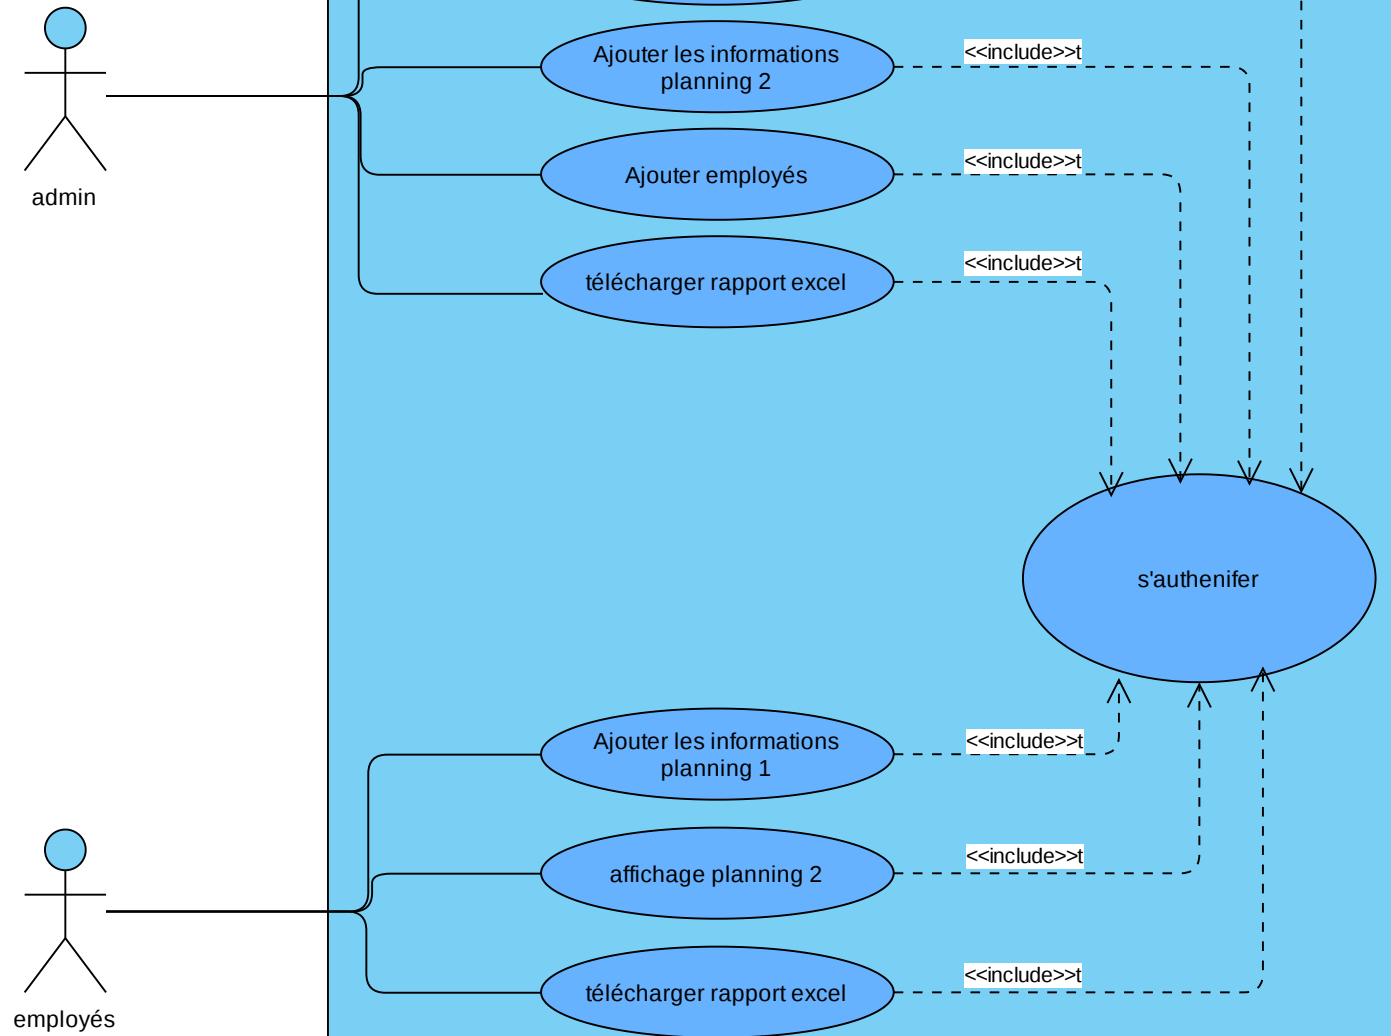 Ajouter les informations
planning 2
<<include>>t
Ajouter employés
<<include>>t
admin
télécharger rapport excel
<<include>>t
s'authenifer
Ajouter les informations
planning 1
<<include>>t
affichage planning 2
<<include>>t
télécharger rapport excel
<<include>>t
employés